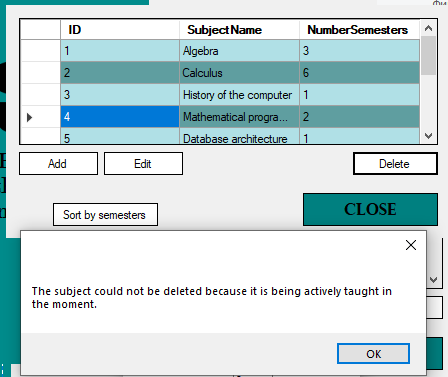 ID SubjectName NumberSemesters
1 Algebra 3
2 Calculus 6
3 History of the computer 1
4 Mathematical progra... 2
5 Database architecture 1
Add Edit Delete
Sort by semesters CLOSE
The subject could not be deleted because it is being actively taught in
the moment.
OK